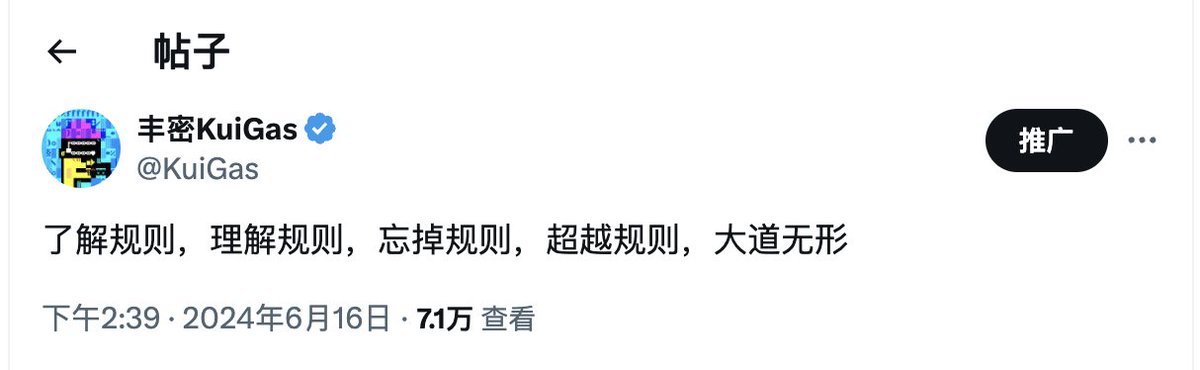 帖子
丰密KuiGas
@KuiGas
推广
了解规则，理解规则，忘掉规则，超越规则，大道无形
下午2:39 · 2024年6月16日 · 7.1万 查看